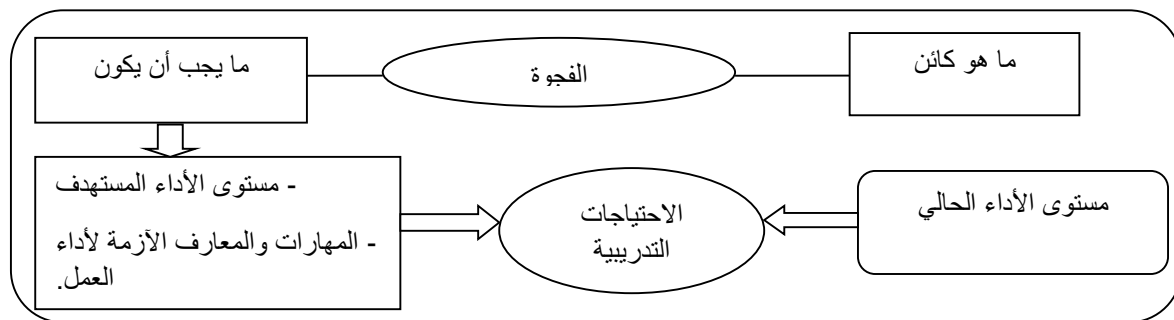 ما هو كائن
الفجوة
ما يجب أن يكون
مستوى الأداء الحالي
الاحتياجات
التدريبية
- مستوى الأداء المستهدف
- المهارات والمعارف الآزمة لأداء
العمل.